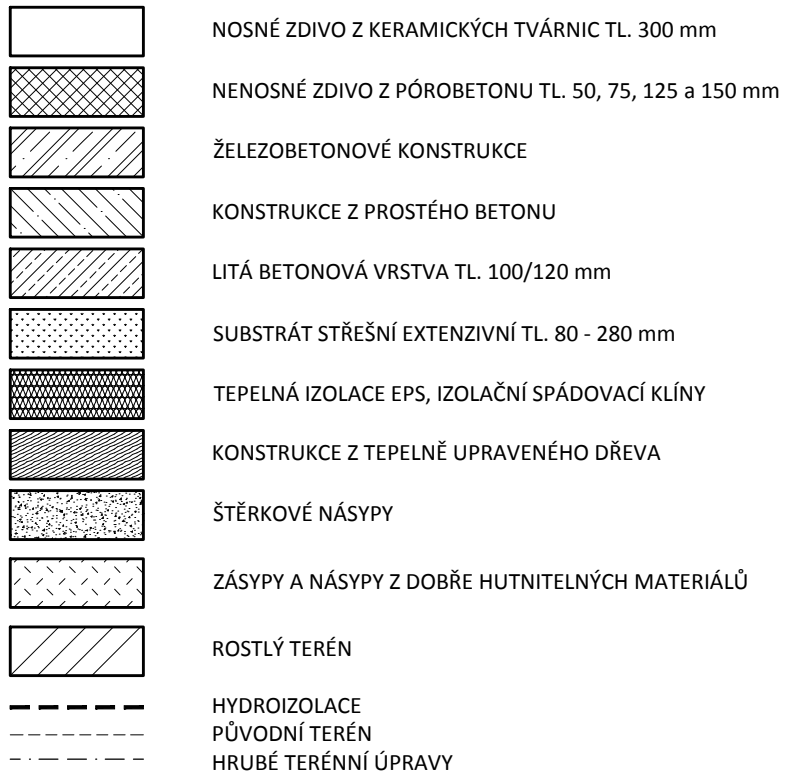 NOSNÉ ZDIVO Z KERAMICKÝCH TVÁRNIC TL. 300 mm
NENOSNÉ ZDIVO Z PÓROBETONU TL. 50, 75, 125 a 150 mm
ŽELEZOBETONOVÉ KONSTRUKCE
KONSTRUKCE Z PROSTÉHO BETONU
LITÁ BETONOVÁ VRSTVA TL. 100/120 mm
SUBSTRÁT STŘEŠNÍ EXTENZIVNÍ TL. 80 - 280 mm
TEPELNÁ IZOLACE EPS, IZOLAČNÍ SPÁDOVACÍ KLÍNY
KONSTRUKCE Z TEPELNĚ UPRAVENÉHO DŘEVA
ŠTĚRKOVÉ NÁSYPY
ZÁSYPY A NÁSYPY Z DOBŘE HUTNITELNÝCH MATERIÁLŮ
ROSTLÝ TERÉN
HYDROIZOLACE
PŮVODNÍ TERÉN
HRUBÉ TERÉNNÍ ÚPRAVY